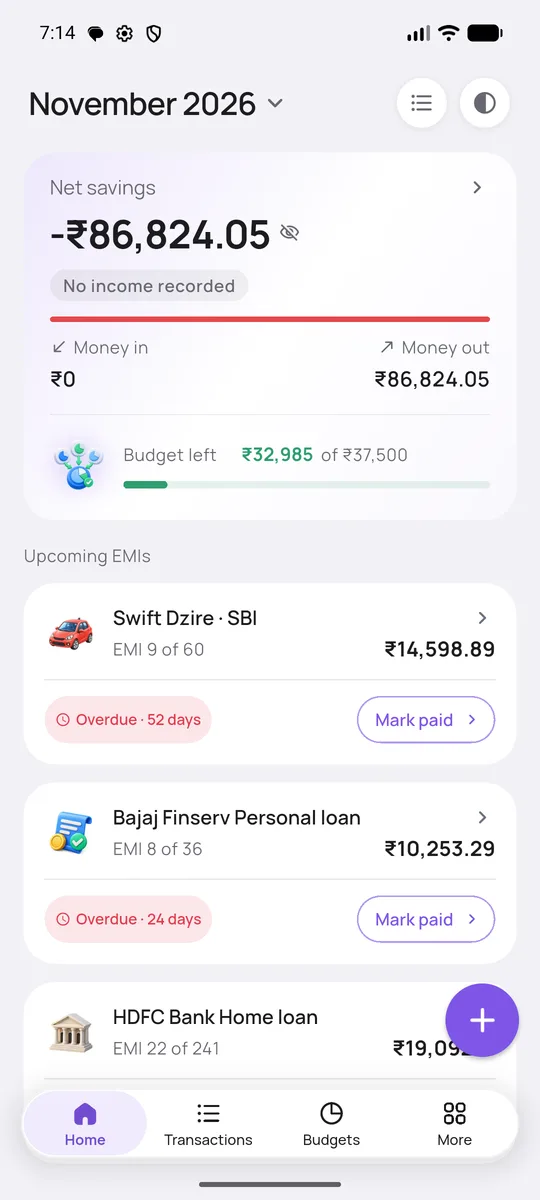 7:14
November 2026
Net savings
-₹86,824.05
No income recorded
Money in
Money out
₹0
₹86,824.05
Budget left ₹32,985 of ₹37,500
Upcoming EMIs
Swift Dzire · SBI
EMI 9 of 60
₹14,598.89
Overdue · 52 days
Mark paid
Bajaj Finserv Personal loan
EMI 8 of 36
₹10,253.29
Overdue · 24 days
Mark paid
HDFC Bank Home loan
EMI 22 of 241
Home
Transactions
Budgets
More